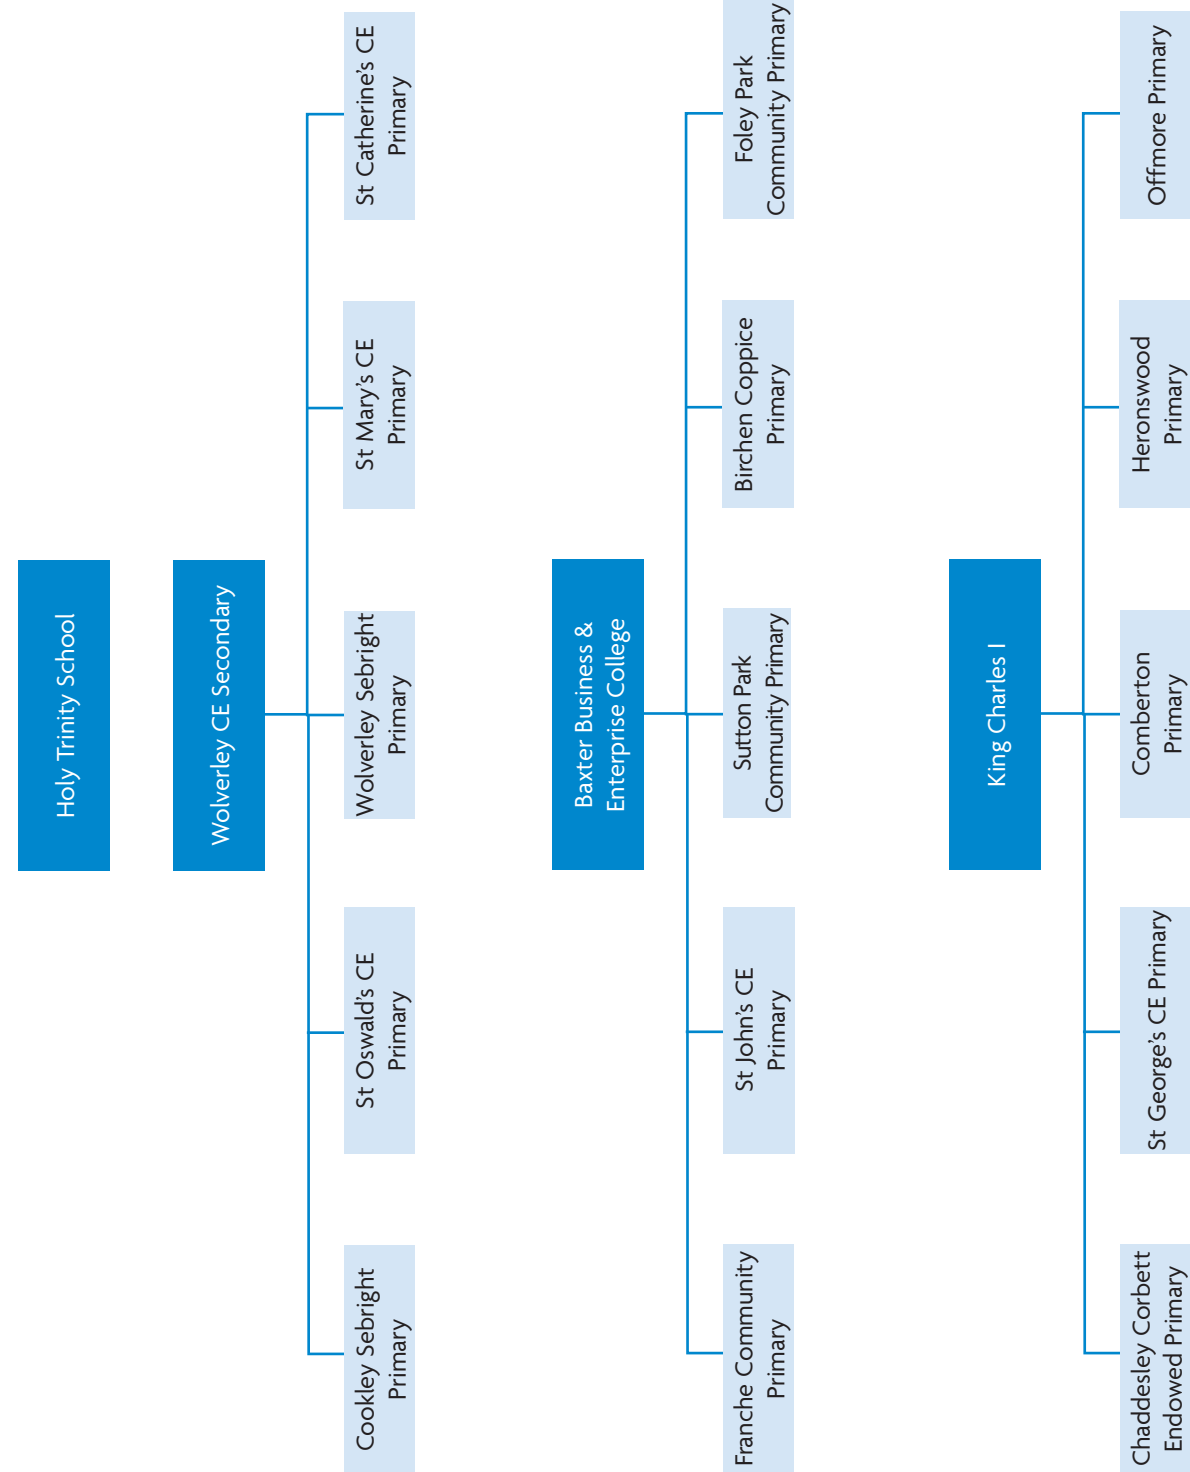 Holy Trinity School
Wolverley CE Secondary
Cookley Sebright
Primary
St Oswald's CE
Primary
Wolverley Sebright
Primary
St Mary's CE
Primary
St Catherine's CE
Primary
Baxter Business &
Enterprise College
Franche Community
Primary
St John's CE
Primary
Sutton Park
Community Primary
Birchen Coppice
Primary
Foley Park
Community Primary
King Charles I
Chaddesley Corbett
Endowed Primary
St George's CE Primary
Comberton
Primary
Heronswood
Primary
Offmore Primary